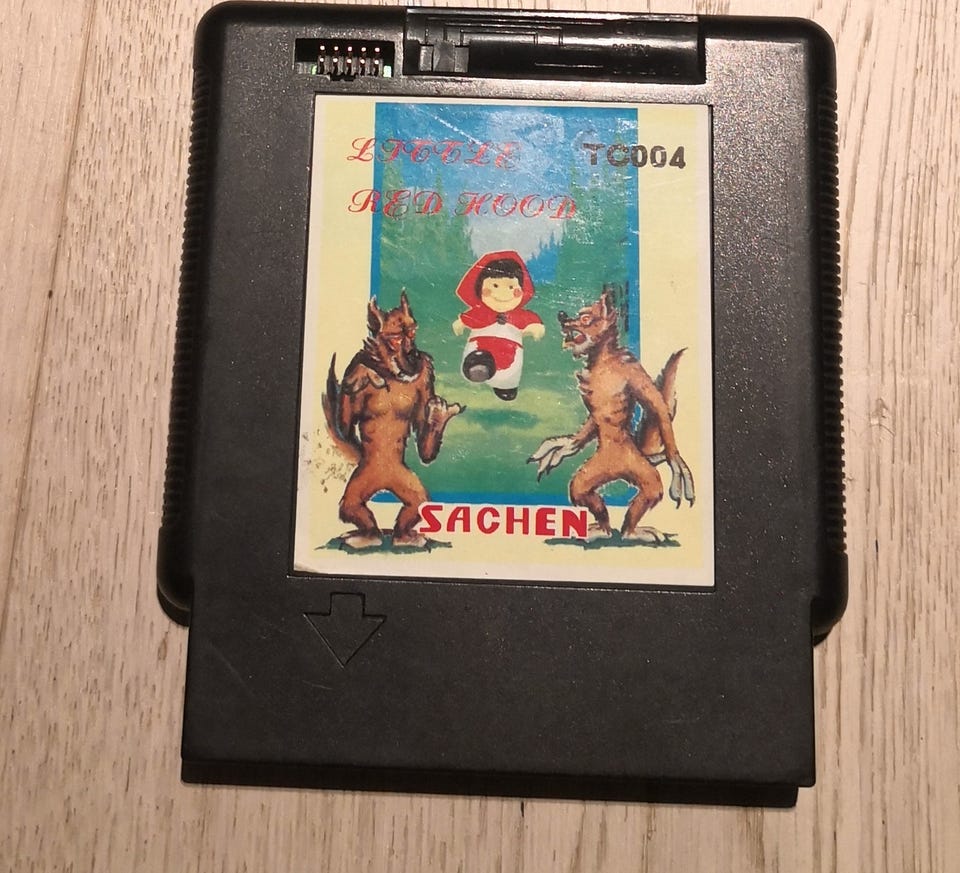 LITTLE
TC004
RED HOOD
SACHEN